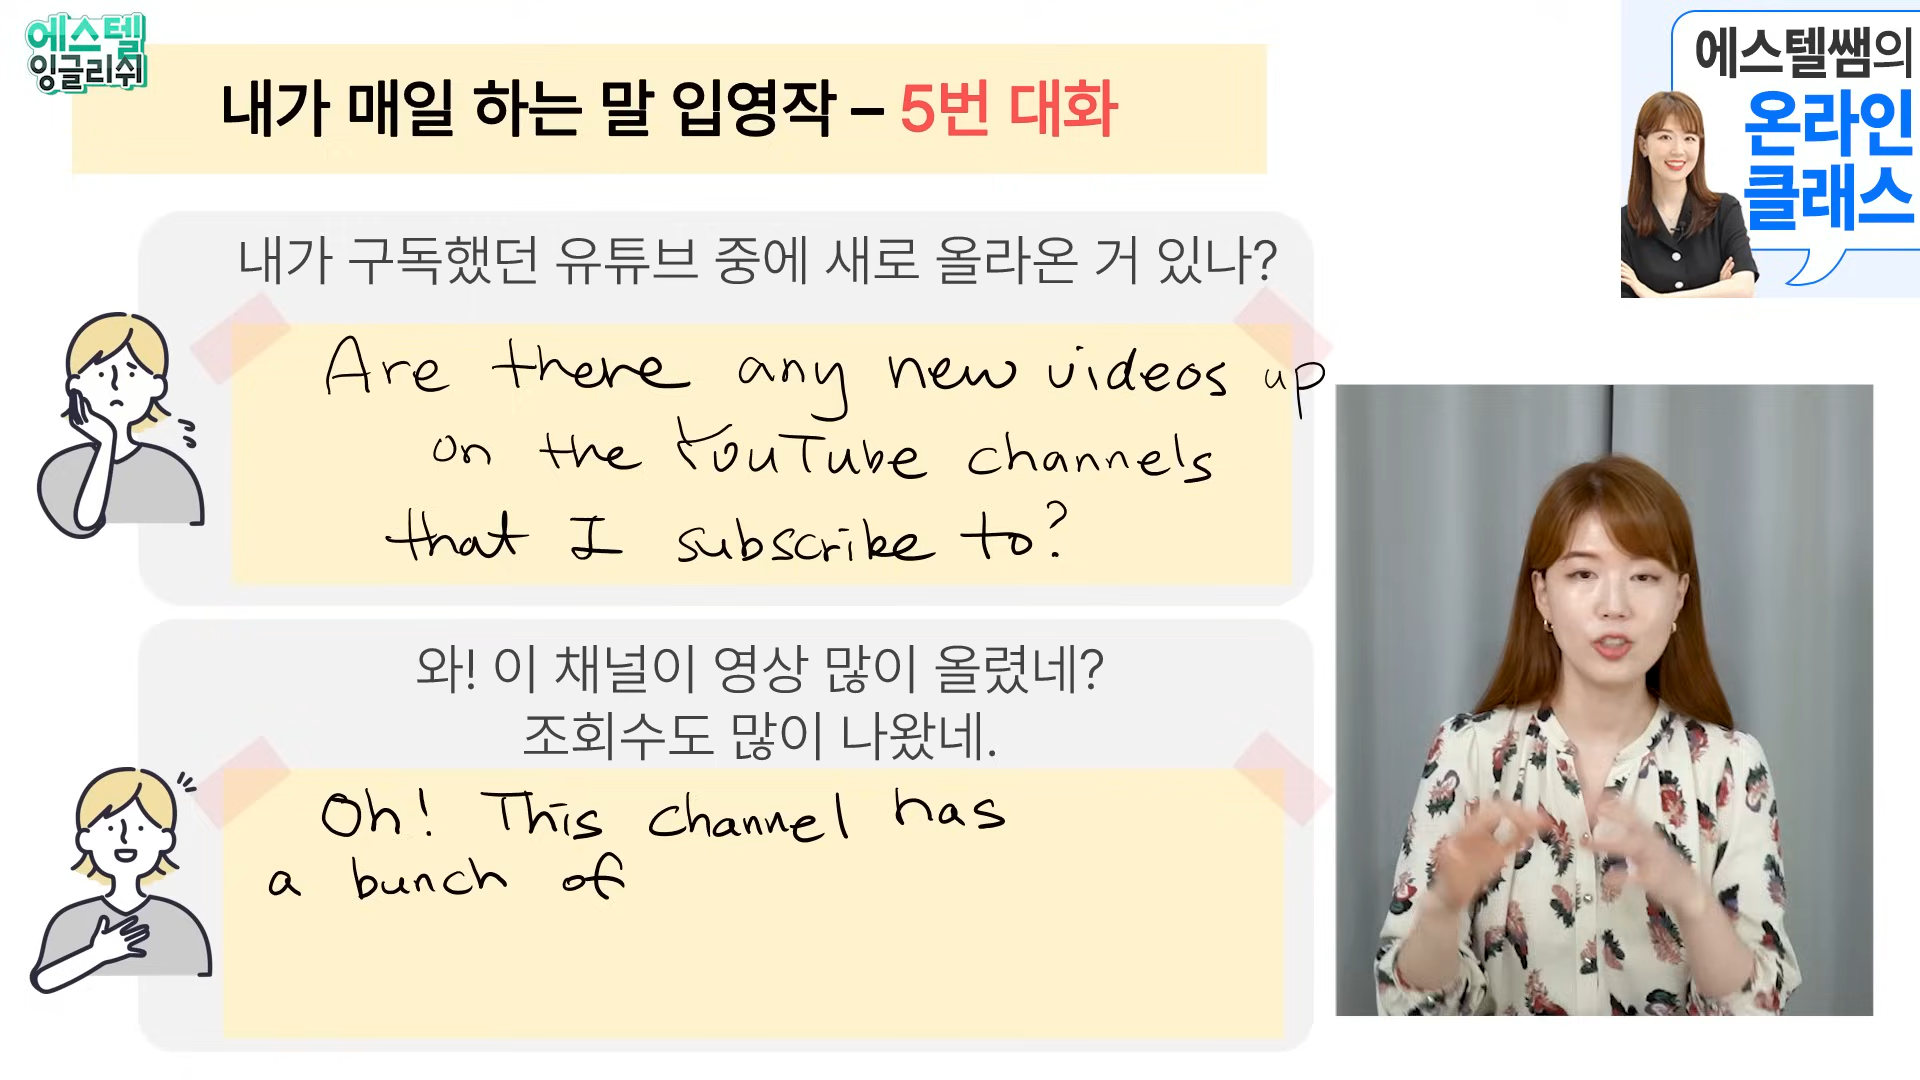 에스텔
잉글리쉬
내가 매일 하는 말 입영작 – 5번 대화
에스텔쌤의
온라인
클래스
내가 구독했던 유튜브 중에 새로 올라온 거 있나?
Are there any new videos up
on the YouTube channels
that I subscribe to?
와! 이 채널이 영상 많이 올렸네?
조회수도 많이 나왔네.
Oh! This channel has
a bunch of